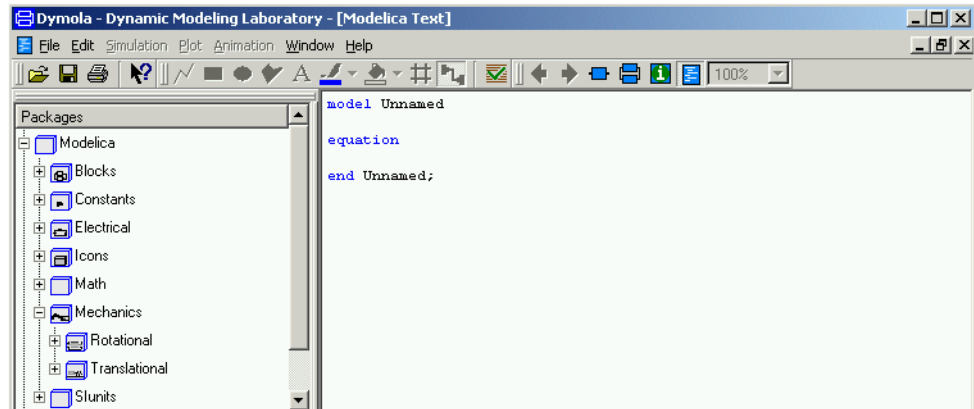 Dymola - Dynamic Modeling Laboratory - [Modelica Text]
File Edit Simulation Plot Animation Window Help
A 100%
Packages
Modelica
Blocks
Constants
Electrical
Icons
Math
Mechanics
Rotational
Translational
SIunits
model Unnamed
equation
end Unnamed;